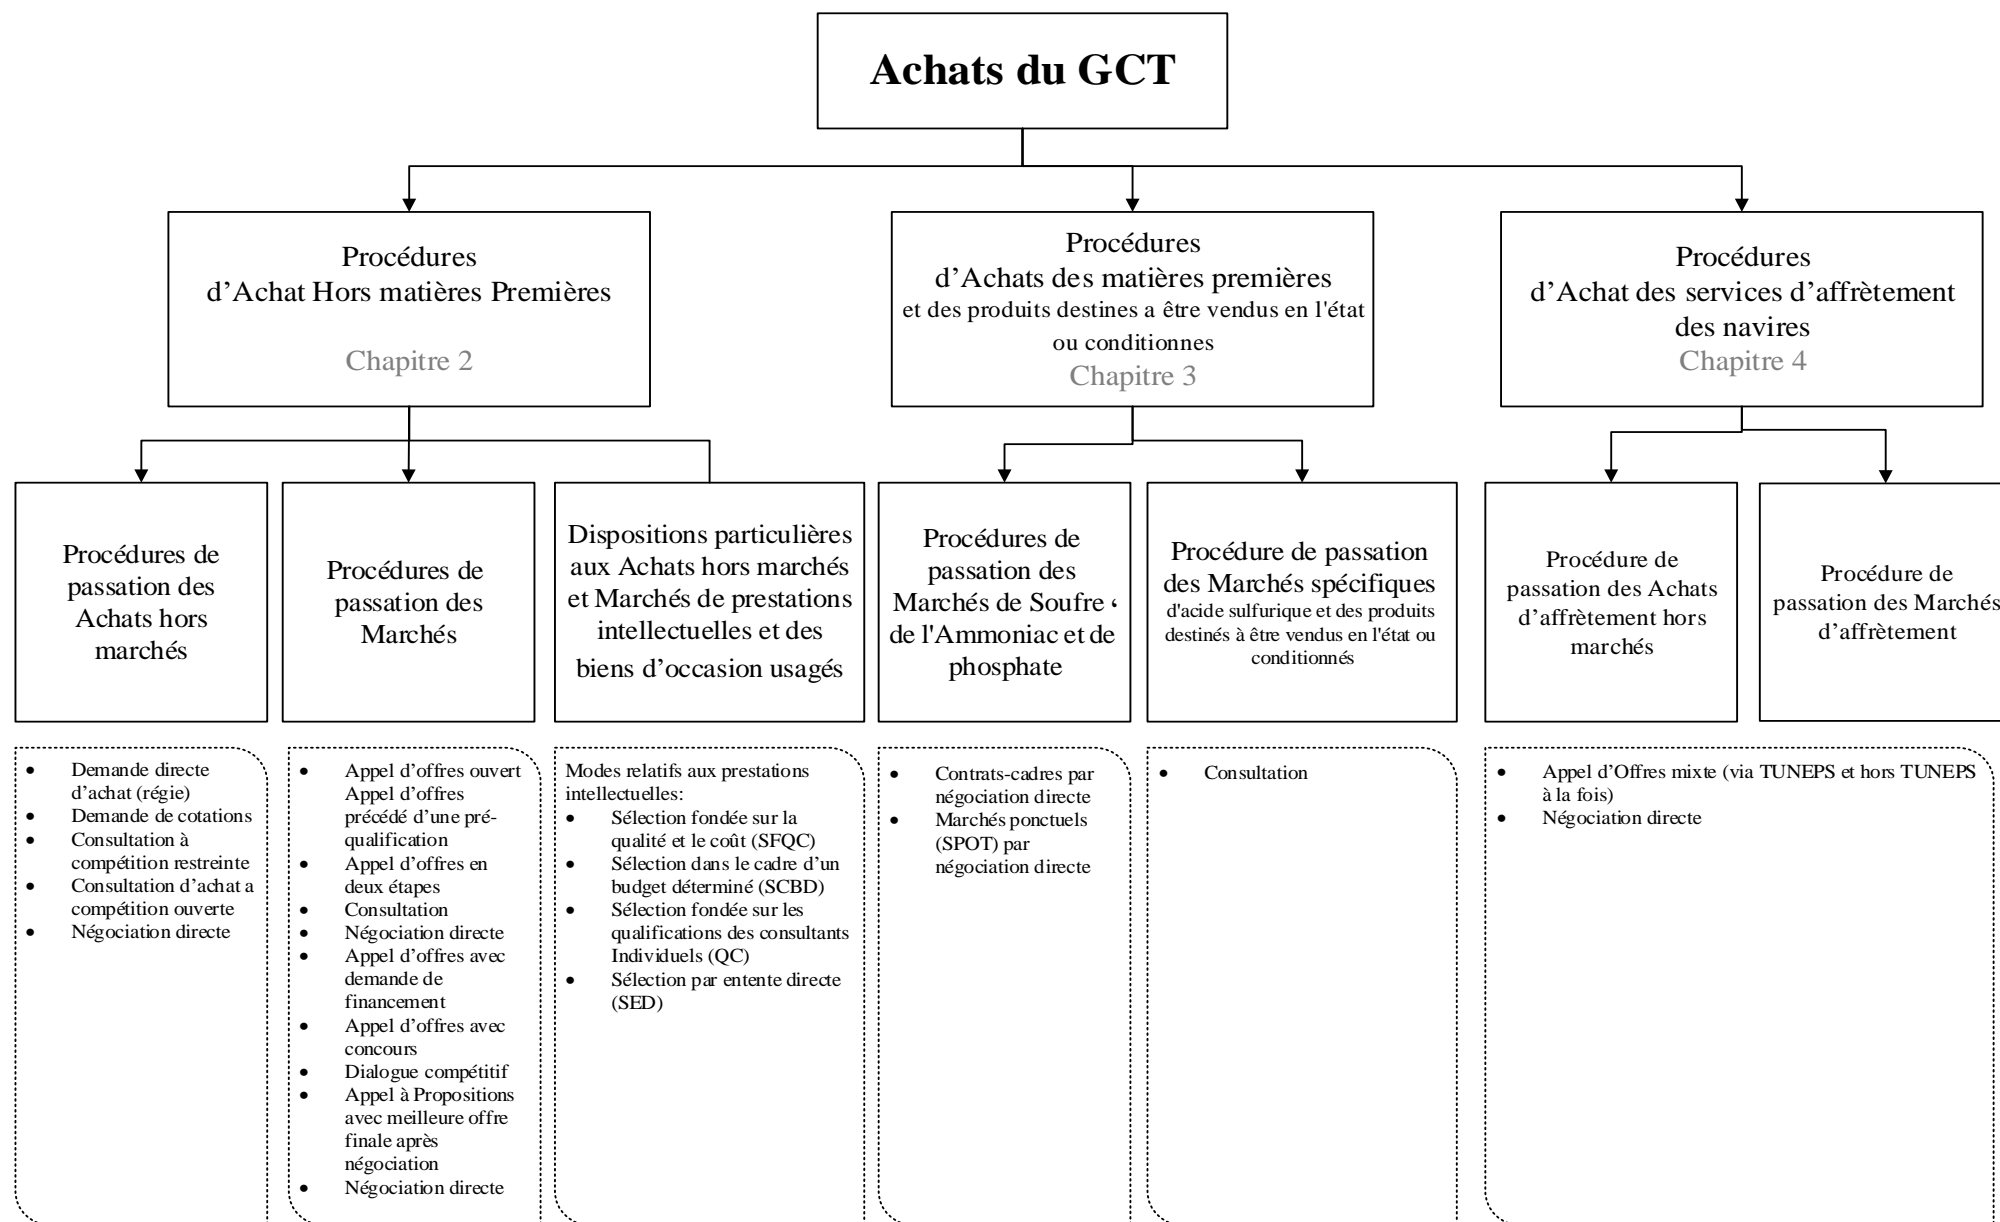 Achats du GCT
Procédures
d’Achat Hors matières Premières
Chapitre 2
Procédures
d’Achats des matières premières
et des produits destines a être vendus en l'état
ou conditionnes
Chapitre 3
Procédures
d’Achat des services d’affrètement
des navires
Chapitre 4
Procédures de
passation des
Achats hors
marchés
Procédures de
passation des
Marchés
Dispositions particulières
aux Achats hors marchés
et Marchés de prestations
intellectuelles et des
biens d’occasion usagés
Procédures de
passation des
Marchés de Soufre ،
de l'Ammoniac et de
phosphate
Procédure de passation
des Marchés spécifiques
d'acide sulfurique et des produits
destinés à être vendus en l'état ou
conditionnés
Procédure de
passation des Achats
d’affrètement hors
marchés
Procédure de
passation des Marchés
d’affrètement
• Demande directe
d’achat (régie)
• Demande de cotations
• Consultation à
compétition restreinte
• Consultation d’achat a
compétition ouverte
• Négociation directe
• Appel d’offres ouvert
Appel d’offres
précédé d’une pré-
qualification
• Appel d’offres en
deux étapes
• Consultation
• Négociation directe
• Appel d’offres avec
demande de
financement
• Appel d’offres avec
concours
• Dialogue compétitif
• Appel à Propositions
avec meilleure offre
finale après
négociation
• Négociation directe
Modes relatifs aux prestations
intellectuelles:
• Sélection fondée sur la
qualité et le coût (SFQC)
• Sélection dans le cadre d’un
budget déterminé (SCBD)
• Sélection fondée sur les
qualifications des consultants
Individuels (QC)
• Sélection par entente directe
(SED)
• Contrats-cadres par
négociation directe
• Marchés ponctuels
(SPOT) par
négociation directe
• Consultation
• Appel d’Offres mixte (via TUNEPS et hors TUNEPS
à la fois)
• Négociation directe